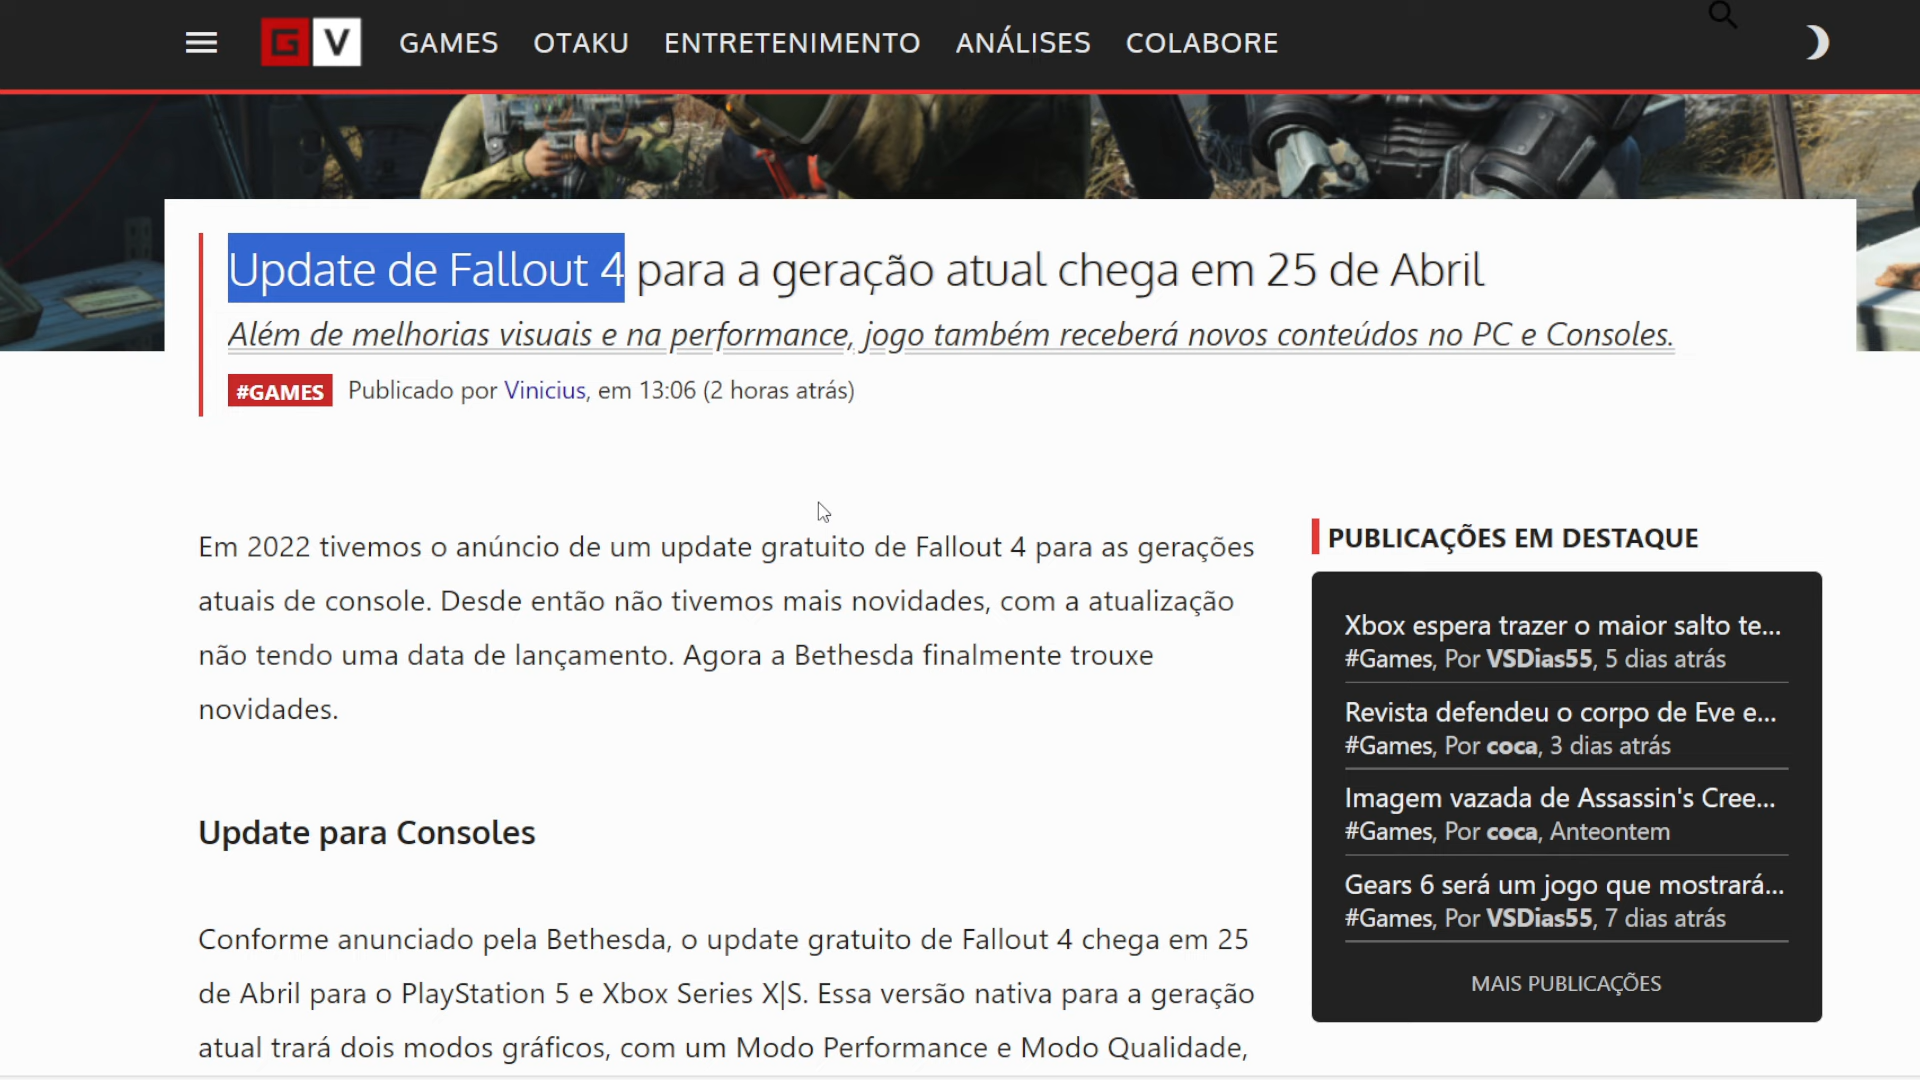 G V GAMES OTAKU ENTRETENIMENTO ANÁLISES COLABORE
Update de Fallout 4 para a geração atual chega em 25 de Abril
Além de melhorias visuais e na performance, jogo também receberá novos conteúdos no PC e Consoles.
#GAMES Publicado por Vinicius, em 13:06 (2 horas atrás)
Em 2022 tivemos o anúncio de um update gratuito de Fallout 4 para as gerações
atuais de console. Desde então não tivemos mais novidades, com a atualização
não tendo uma data de lançamento. Agora a Bethesda finalmente trouxe
novidades.
Update para Consoles
Conforme anunciado pela Bethesda, o update gratuito de Fallout 4 chega em 25
de Abril para o PlayStation 5 e Xbox Series X|S. Essa versão nativa para a geração
atual trará dois modos gráficos, com um Modo Performance e Modo Qualidade,
PUBLICAÇÕES EM DESTAQUE
Xbox espera trazer o maior salto te...
#Games, Por VSDias55, 5 dias atrás
Revista defendeu o corpo de Eve e...
#Games, Por coca, 3 dias atrás
Imagem vazada de Assassin's Cree...
#Games, Por coca, Anteontem
Gears 6 será um jogo que mostrará...
#Games, Por VSDias55, 7 dias atrás
MAIS PUBLICAÇÕES